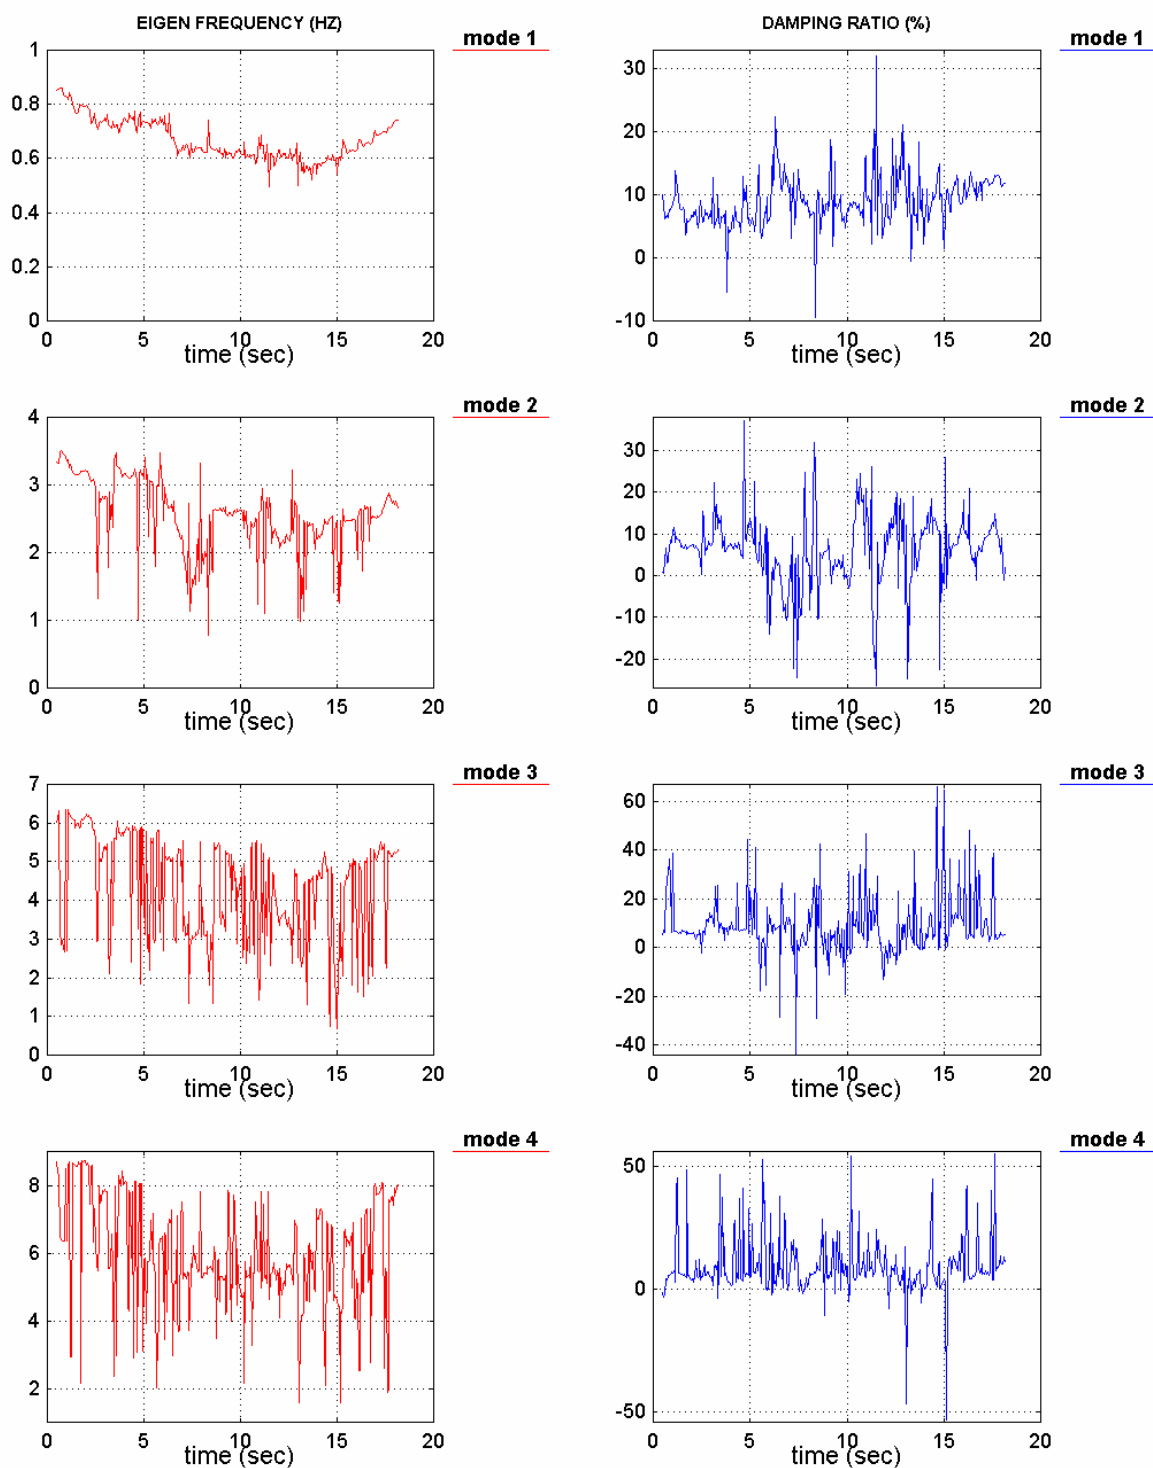 EIGEN FREQUENCY (HZ)
mode 1
1
0.8
0.6
0.4
0.2
0
0 5 10 15 20
time (sec)
DAMPING RATIO (%)
mode 1
30
20
10
0
-10
0 5 10 15 20
time (sec)
mode 2
4
3
2
1
0
0 5 10 15 20
time (sec)
mode 2
30
20
10
0
-10
-20
0 5 10 15 20
time (sec)
mode 3
7
6
5
4
3
2
1
0
0 5 10 15 20
time (sec)
mode 3
60
40
20
0
-20
-40
0 5 10 15 20
time (sec)
mode 4
8
6
4
2
0 5 10 15 20
time (sec)
mode 4
50
0
-50
0 5 10 15 20
time (sec)